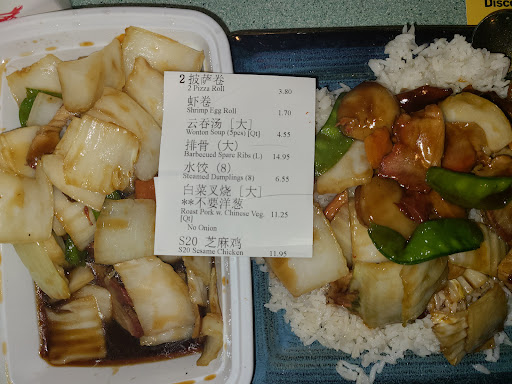 Disco
2 披萨卷
2 Pizza Roll 3.80
虾卷
Shrimp Egg Roll 1.70
云吞汤 [大]
Wonton Soup (5pcs) [Qt] 4.55
排骨 (大)
Barbecued Spare Ribs (L) 14.95
水饺 (8)
Steamed Dumplings (8) 6.55
白菜叉烧 [大]
**不要洋葱
Roast Pork w. Chinese Veg. 11.25
[Qt]
No Onion
S20 芝麻鸡
S20 Sesame Chicken 11.95